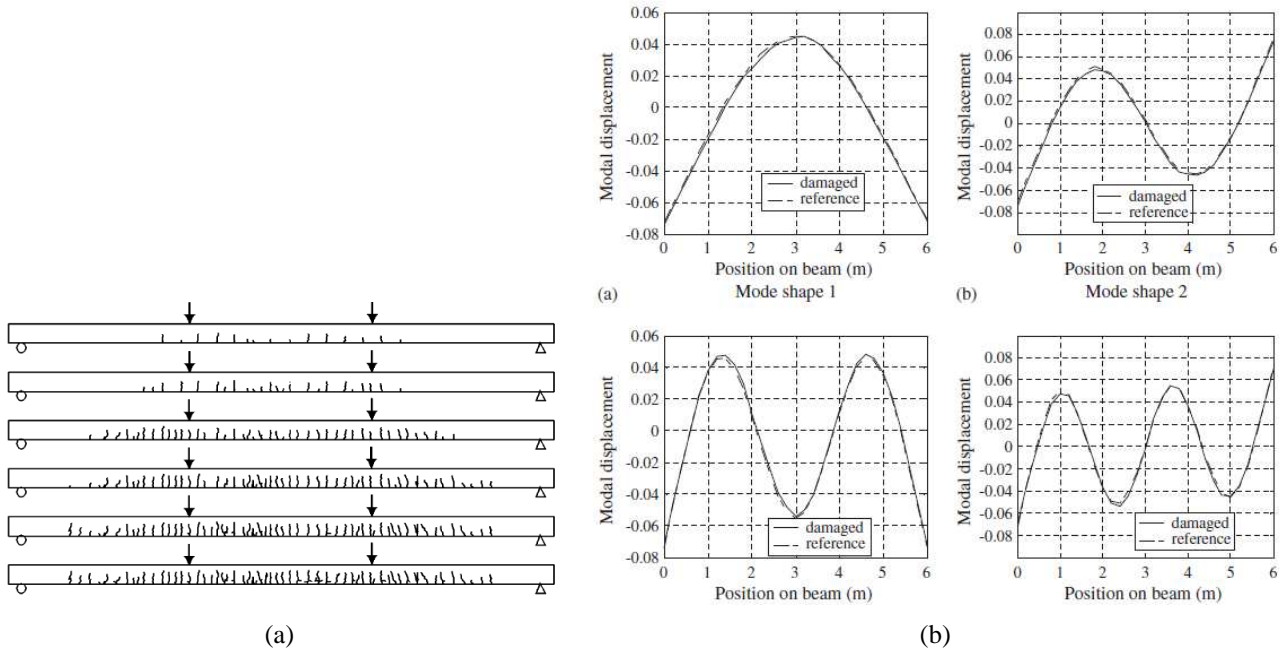 0.06
0.04
0.02
0
-0.02
-0.04
-0.06
-0.08
Modal displacement
damaged
reference
0 1 2 3 4 5 6
Position on beam (m)
(a) Mode shape 1
0.08
0.06
0.04
0.02
0
-0.02
-0.04
-0.06
-0.08
Modal displacement
damaged
reference
0 1 2 3 4 5 6
Position on beam (m)
(b) Mode shape 2
0.06
0.04
0.02
0
-0.02
-0.04
-0.06
-0.08
Modal displacement
damaged
reference
0 1 2 3 4 5 6
Position on beam (m)
0.08
0.06
0.04
0.02
0
-0.02
-0.04
-0.06
-0.08
Modal displacement
damaged
reference
0 1 2 3 4 5 6
Position on beam (m)
(a) (b)